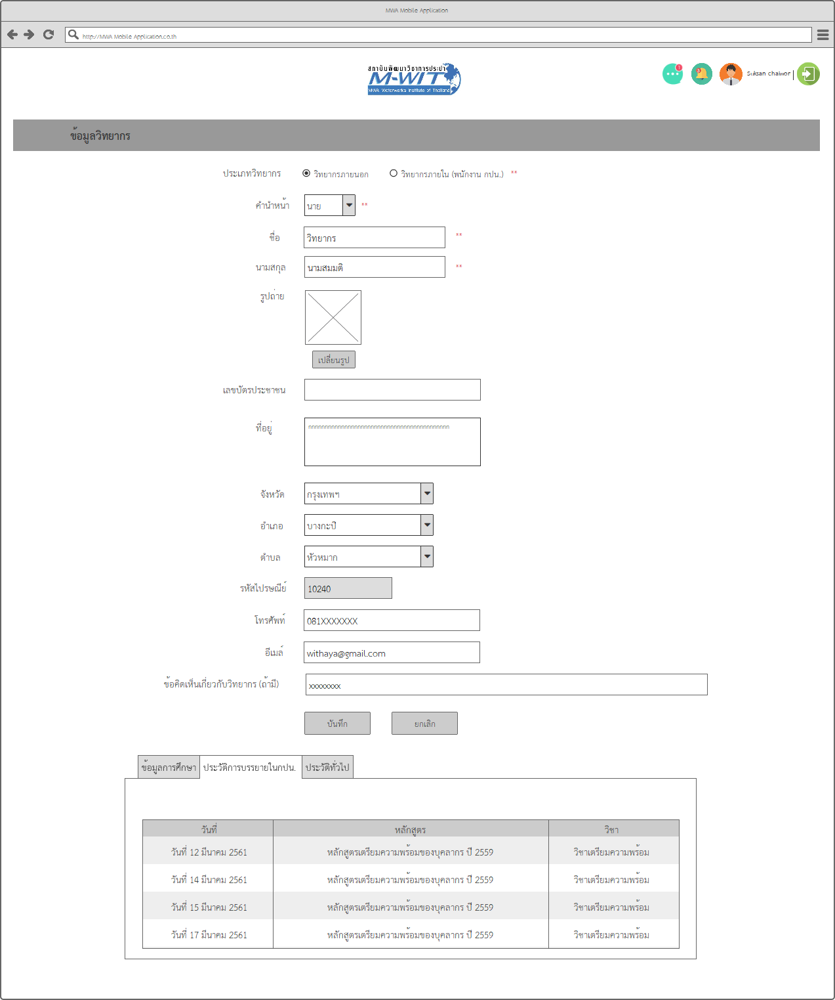 MWA Mobile Application
http://MWA Mobile Application.co.th
สถาบันพัฒนาวิชาการประปา
M-WIT
MWA Waterworks Institute of Thailand
1
5
Suksan chaiwor |
ข้อมูลวิทยากร
ประเภทวิทยากร วิทยากรภายนอก วิทยากรภายใน (พนักงาน กปน.) **
คำนำหน้า นาย **
ชื่อ วิทยากร **
นามสกุล นามสมมติ **
รูปถ่าย
เปลี่ยนรูป
เลขบัตรประชาชน
ที่อยู่
จังหวัด กรุงเทพฯ
อำเภอ บางกะปิ
ตำบล หัวหมาก
รหัสไปรษณีย์ 10240
โทรศัพท์ 081XXXXXXX
อีเมล์ withaya@gmail.com
ข้อคิดเห็นเกี่ยวกับวิทยากร (ถ้ามี) xxxxxxxx
บันทึก ยกเลิก
ข้อมูลการศึกษา ประวัติการบรรยายในกปน. ประวัติทั่วไป
วันที่ หลักสูตร วิชา
วันที่ 12 มีนาคม 2561 หลักสูตรเตรียมความพร้อมของบุคลากร ปี 2559 วิชาเตรียมความพร้อม
วันที่ 14 มีนาคม 2561 หลักสูตรเตรียมความพร้อมของบุคลากร ปี 2559 วิชาเตรียมความพร้อม
วันที่ 15 มีนาคม 2561 หลักสูตรเตรียมความพร้อมของบุคลากร ปี 2559 วิชาเตรียมความพร้อม
วันที่ 17 มีนาคม 2561 หลักสูตรเตรียมความพร้อมของบุคลากร ปี 2559 วิชาเตรียมความพร้อม